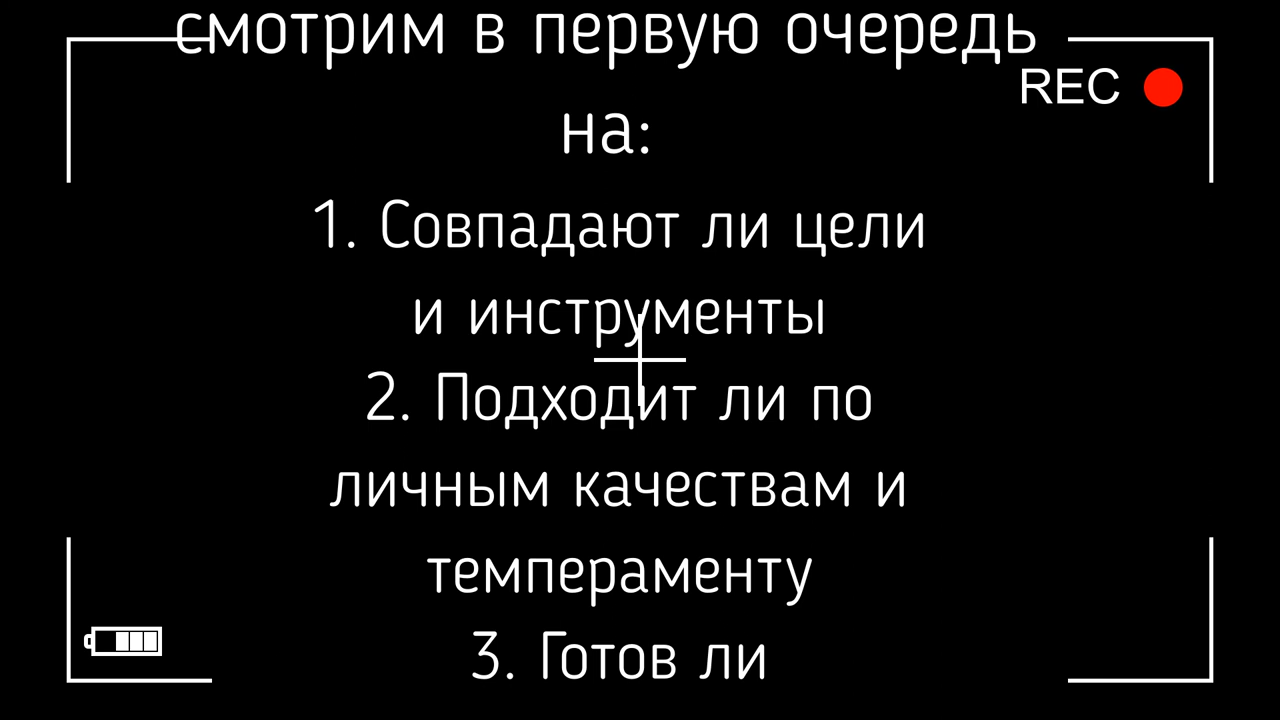 смотрим в первую очередь
REC
на:
1. Совпадают ли цели
и инструменты
2. Подходит ли по
личным качествам и
темпераменту
3. Готов ли